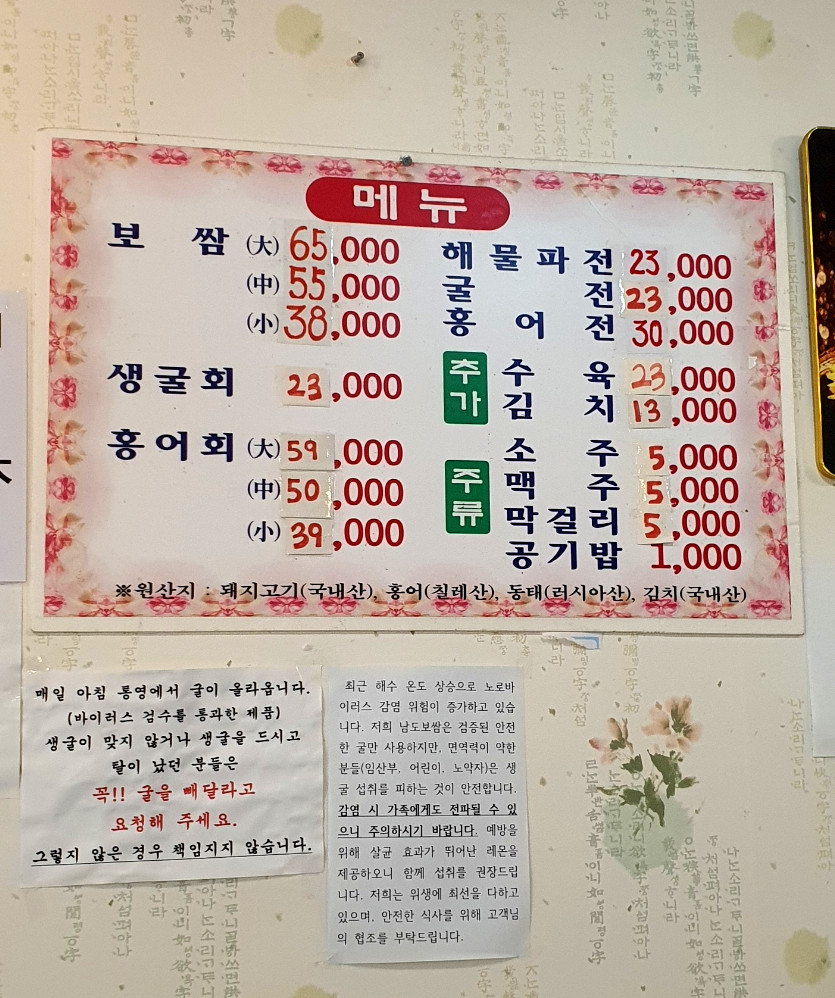 메뉴
보 쌈 (大) 65,000
(中) 55,000
(小) 38,000
생굴회 23,000
홍어회 (大) 59,000
(中) 50,000
(小) 39,000
해물파전 23,000
굴 전 23,000
홍어전 30,000
추가
수 육 23,000
김 치 13,000
주류
소 주 5,000
맥 주 5,000
막걸리 5,000
공기밥 1,000
※원산지 : 돼지고기(국내산), 홍어(칠레산), 동태(러시아산), 김치(국내산)
매일 아침 통영에서 굴이 올라옵니다.
(바이러스 검수를 통과한 제품)
생굴이 맞지 않거나 생굴을 드시고
탈이 났던 분들은
꼭!! 굴을 빼달라고
요청해 주세요.
그렇지 않은 경우 책임지지 않습니다.
최근 해수 온도 상승으로 노로바
이러스 감염 위험이 증가하고 있습
니다. 저희 남도보쌈은 검증된 안전
한 굴만 사용하지만, 면역력이 약한
분들(임산부, 어린이, 노약자)은 생
굴 섭취를 피하는 것이 안전합니다.
감염 시 가족에게도 전파될 수 있
으니 주의하시기 바랍니다. 예방을
위해 살균 효과가 뛰어난 레몬을
제공하오니 함께 섭취를 권장드립
니다. 저희는 위생에 최선을 다하고
있으며, 안전한 식사를 위해 고객님
의 협조를 부탁드립니다.